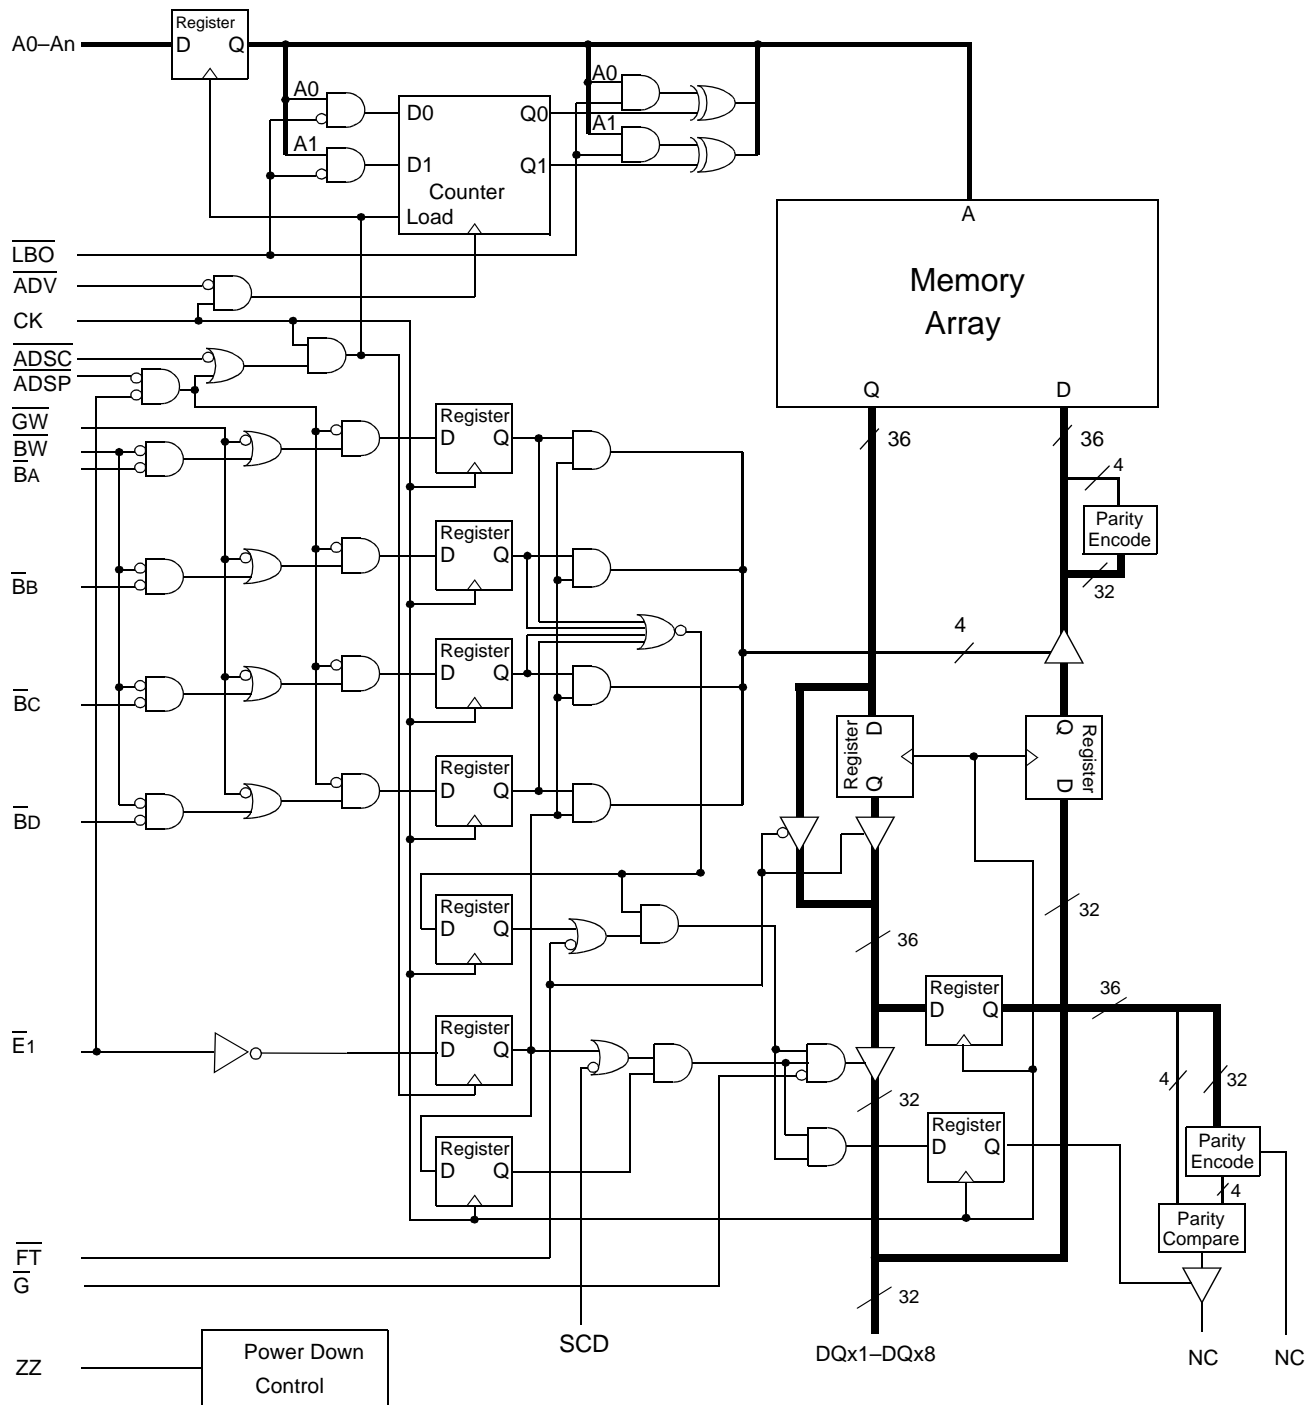 Register
A0–An
D Q
A0
A0
D0 Q0
A1
A1
D1 Q1
Counter
Load
A
LBO
Memory
ADV
Array
CK
ADSC
ADSP
Q D
GW
Register
36 36
BW
D Q
BA
4
Parity
Encode
Register
D Q
32
BB
4
Register
D Q
BC
Register D Q
Q D Register
Register
D Q
BD
Register
D Q
32
36
Register
D Q
36
Register
E1
D Q
4 32
32
Register
D Q
Parity
Encode
Register
D Q
4
Parity
Compare
FT
G
32
SCD
DQx1–DQx8
NC NC
ZZ
Power Down
Control